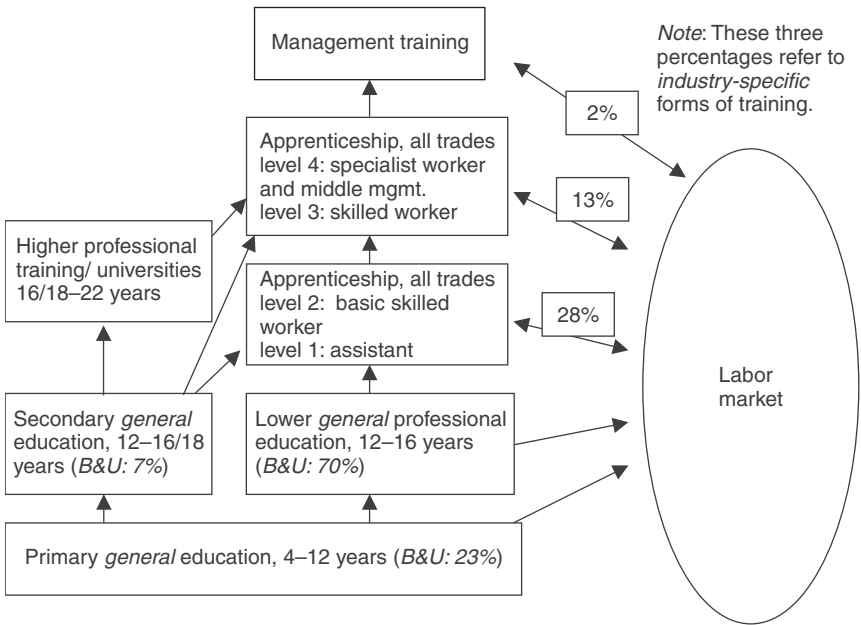 Management training
Note: These three
percentages refer to
industry-specific
forms of training.
2%
Apprenticeship, all trades
level 4: specialist worker
and middle mgmt.
level 3: skilled worker
13%
Higher professional
training/ universities
16/18–22 years
Apprenticeship, all trades
level 2: basic skilled
worker
level 1: assistant
28%
Labor
market
Secondary general
education, 12–16/18
years (B&U: 7%)
Lower general professional
education, 12–16 years
(B&U: 70%)
Primary general education, 4–12 years (B&U: 23%)